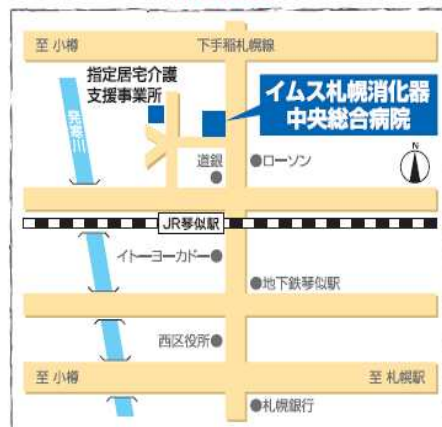 至 小樽
下手稲札幌線
指定居宅介護
支援事業所
イムス札幌消化器
中央総合病院
発寒川
道銀
ローソン
N
JR琴似駅
イトーヨーカドー
地下鉄琴似駅
西区役所
至 小樽
至 札幌駅
札幌銀行